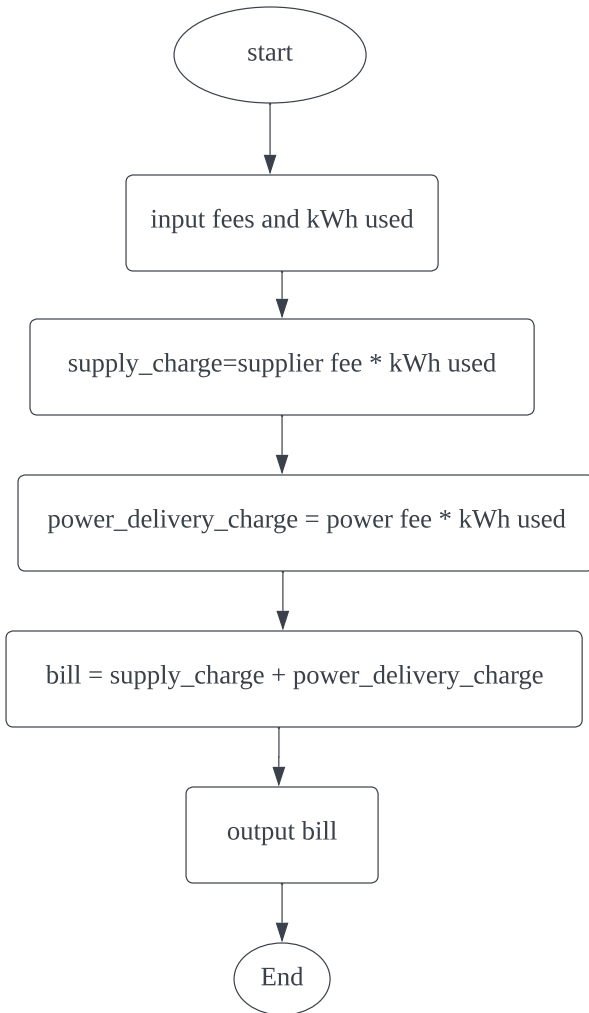 start
input fees and kWh used
supply_charge=supplier fee * kWh used
power_delivery_charge = power fee * kWh used
bill = supply_charge + power_delivery_charge
output bill
End